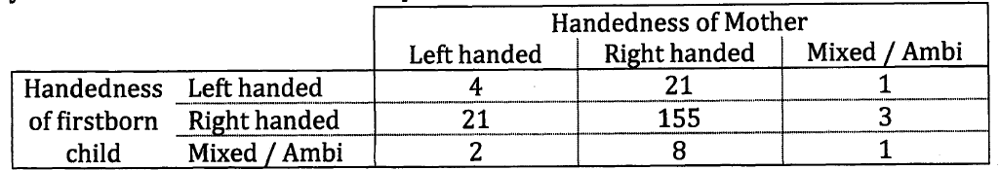 Handedness of Mother
Left handed Right handed Mixed / Ambi
Handedness Left handed 4 21 1
of firstborn Right handed 21 155 3
child Mixed / Ambi 2 8 1